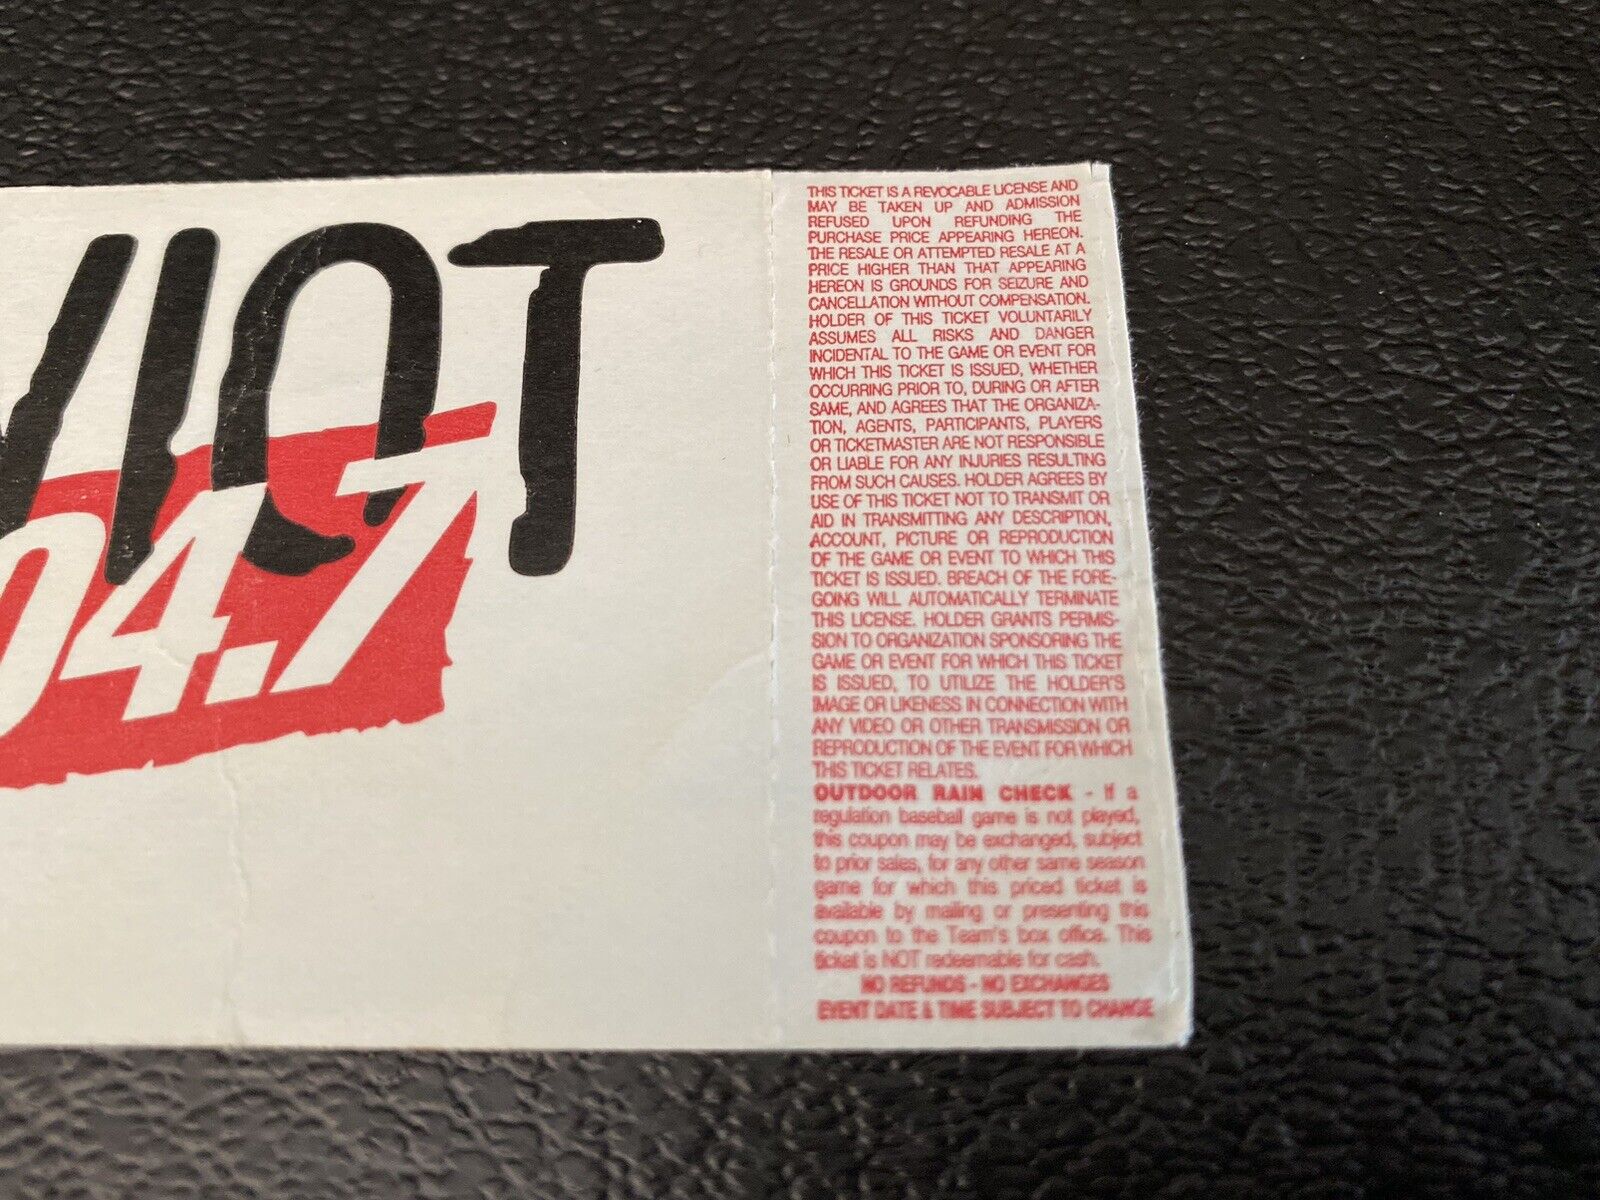 VIOT
04.7
THIS TICKET IS A REVOCABLE LICENSE AND
MAY BE TAKEN UP AND ADMISSION
REFUSED UPON REFUNDING THE
PURCHASE PRICE APPEARING HEREON.
THE RESALE OR ATTEMPTED RESALE AT A
PRICE HIGHER THAN THAT APPEARING
HEREON IS GROUNDS FOR SEIZURE AND
CANCELLATION WITHOUT COMPENSATION.
HOLDER OF THIS TICKET VOLUNTARILY
ASSUMES ALL RISKS AND DANGER
INCIDENTAL TO THE GAME OR EVENT FOR
WHICH THIS TICKET IS ISSUED, WHETHER
OCCURRING PRIOR TO, DURING OR AFTER
SAME, AND AGREES THAT THE ORGANIZA-
TION, AGENTS, PARTICIPANTS, PLAYERS
OR TICKETMASTER ARE NOT RESPONSIBLE
OR LIABLE FOR ANY INJURIES RESULTING
FROM SUCH CAUSES. HOLDER AGREES BY
USE OF THIS TICKET NOT TO TRANSMIT OR
AID IN TRANSMITTING ANY DESCRIPTION,
ACCOUNT, PICTURE OR REPRODUCTION
OF THE GAME OR EVENT TO WHICH THIS
TICKET IS ISSUED. BREACH OF THE FORE-
GOING WILL AUTOMATICALLY TERMINATE
THIS LICENSE. HOLDER GRANTS PERMIS-
SION TO ORGANIZATION SPONSORING THE
GAME OR EVENT FOR WHICH THIS TICKET
IS ISSUED, TO UTILIZE THE HOLDER'S
IMAGE OR LIKENESS IN CONNECTION WITH
ANY VIDEO OR OTHER TRANSMISSION OR
REPRODUCTION OF THE EVENT FOR WHICH
THIS TICKET RELATES.
OUTDOOR RAIN CHECK - If a
regulation baseball game is not played,
this coupon may be exchanged, subject
to prior sales, for any other same season
game for which this priced ticket is
available by mailing or presenting this
coupon to the Team's box office. This
ticket is NOT redeemable for cash.
NO REFUNDS - NO EXCHANGES
EVENT DATE & TIME SUBJECT TO CHANGE